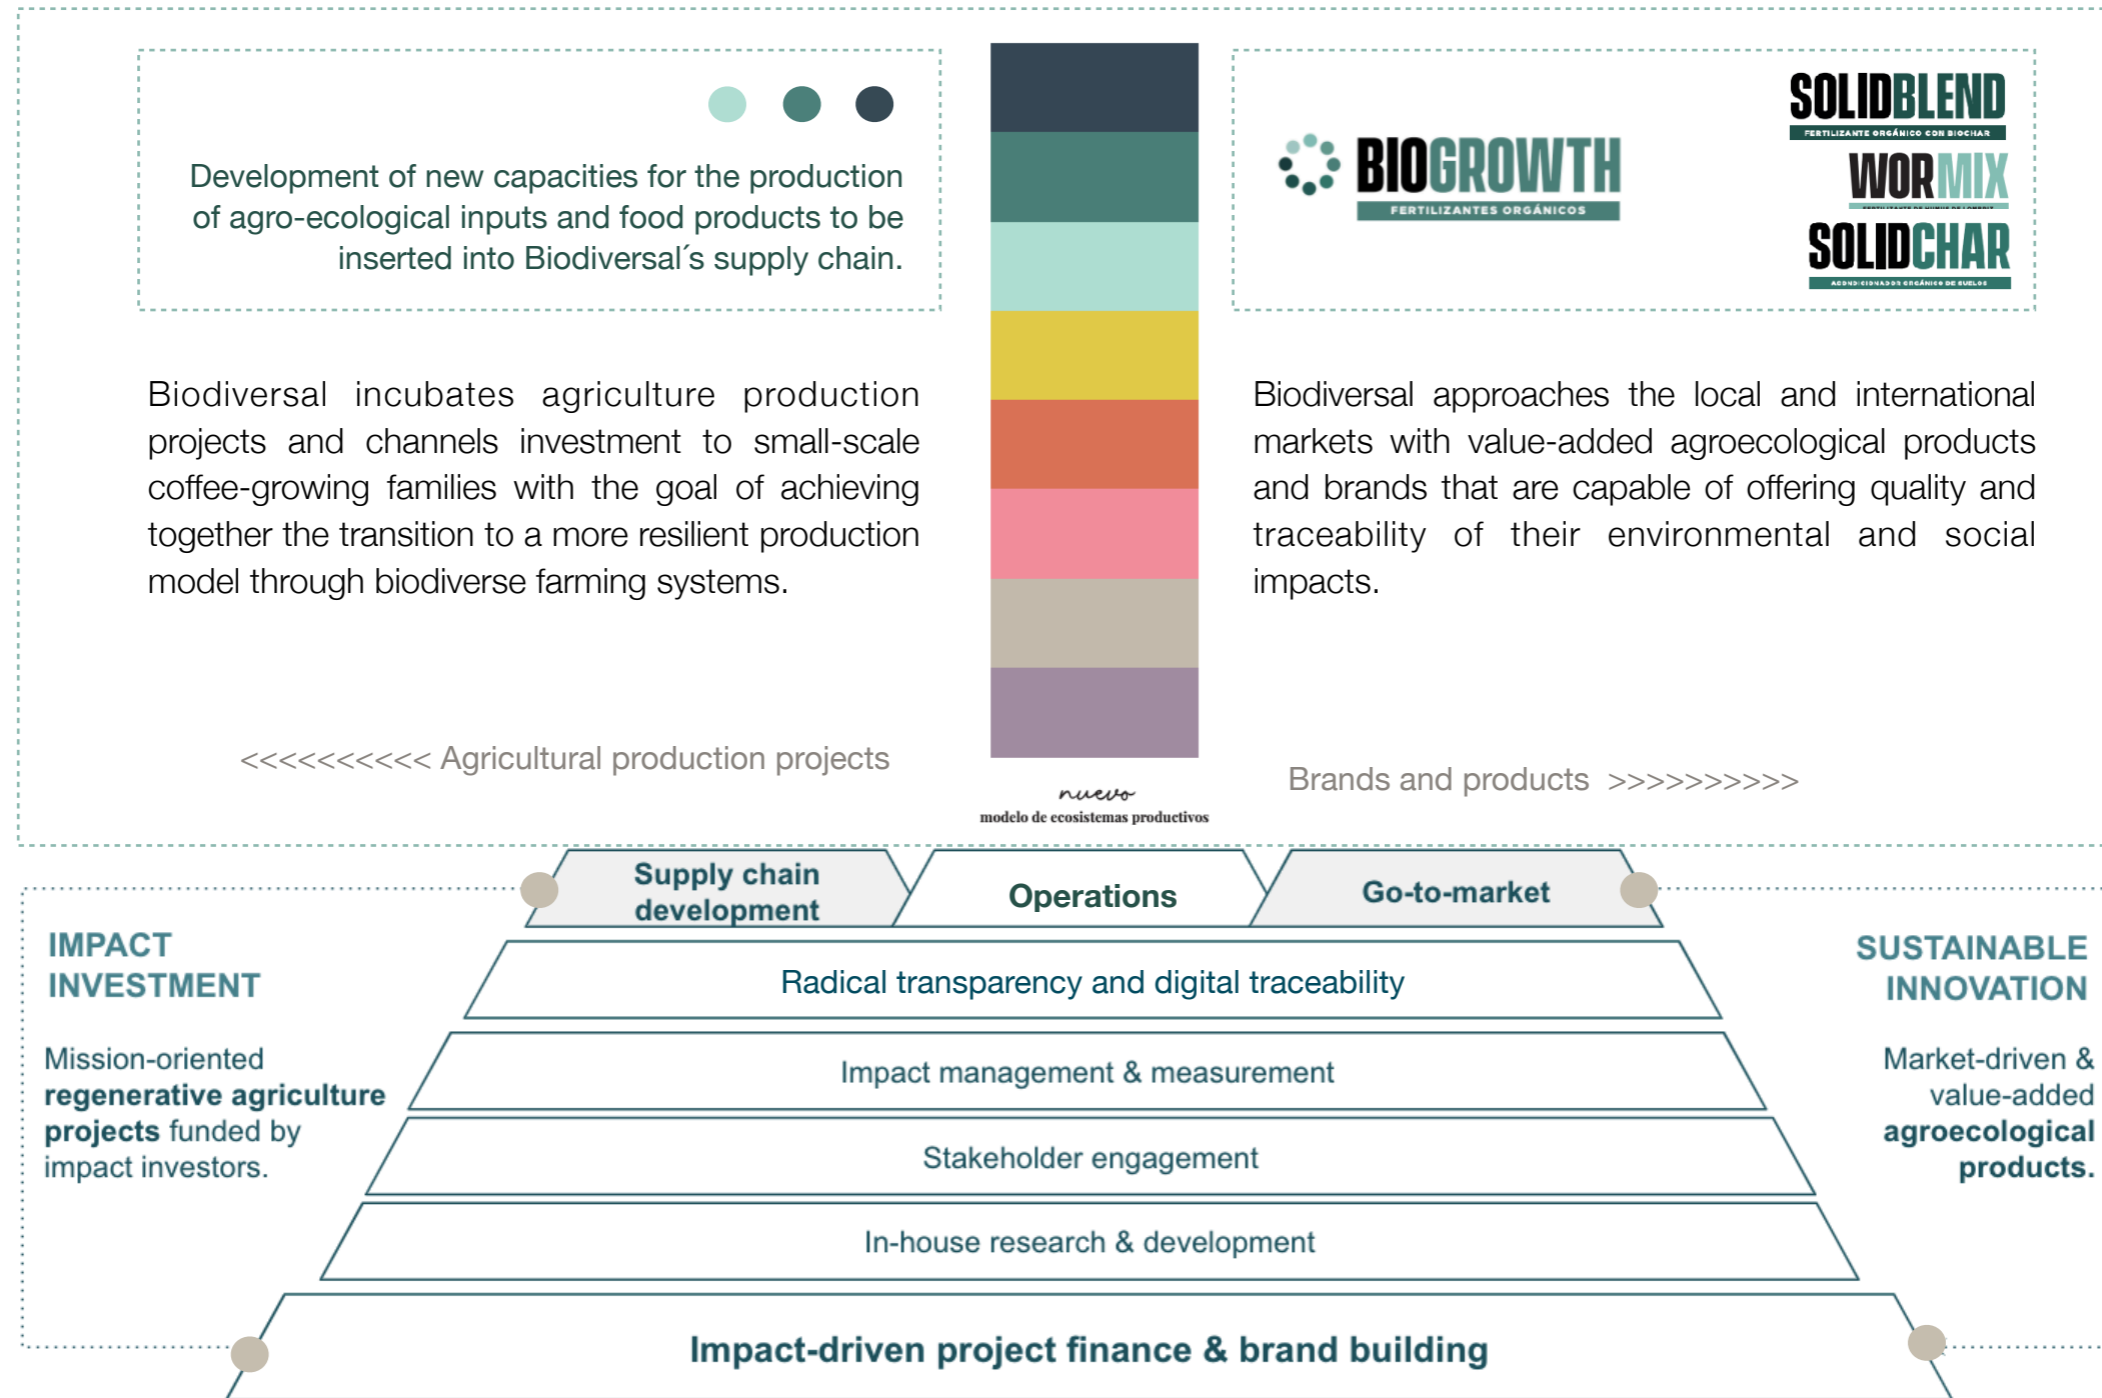 Development of new capacities for the production
of agro-ecological inputs and food products to be
inserted into Biodiversal´s supply chain.
BIOGROWTH
FERTILIZANTES ORGÁNICOS
SOLIDBLEND
FERTILIZANTE ORGÁNICO CON BIOCHAR
WORMIX
SOLIDCHAR
ACONDICIONADOR ORGÁNICO DE SUELOS
Biodiversal incubates agriculture production
projects and channels investment to small-scale
coffee-growing families with the goal of achieving
together the transition to a more resilient production
model through biodiverse farming systems.
Biodiversal approaches the local and international
markets with value-added agroecological products
and brands that are capable of offering quality and
traceability of their environmental and social
impacts.
<<<<<<<<<< Agricultural production projects
Brands and products >>>>>>>>>>
nuevo
modelo de ecosistemas productivos
Supply chain
development
Operations
Go-to-market
IMPACT
INVESTMENT
Mission-oriented
regenerative agriculture
projects funded by
impact investors.
Radical transparency and digital traceability
Impact management & measurement
Stakeholder engagement
In-house research & development
Impact-driven project finance & brand building
SUSTAINABLE
INNOVATION
Market-driven &
value-added
agroecological
products.